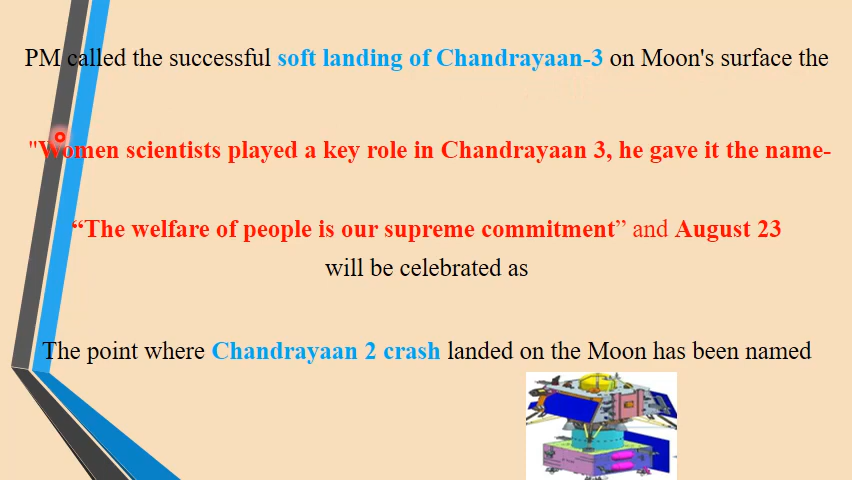 PM called the successful soft landing of Chandrayaan-3 on Moon's surface the
"Women scientists played a key role in Chandrayaan 3, he gave it the name-
“The welfare of people is our supreme commitment” and August 23
will be celebrated as
The point where Chandrayaan 2 crash landed on the Moon has been named